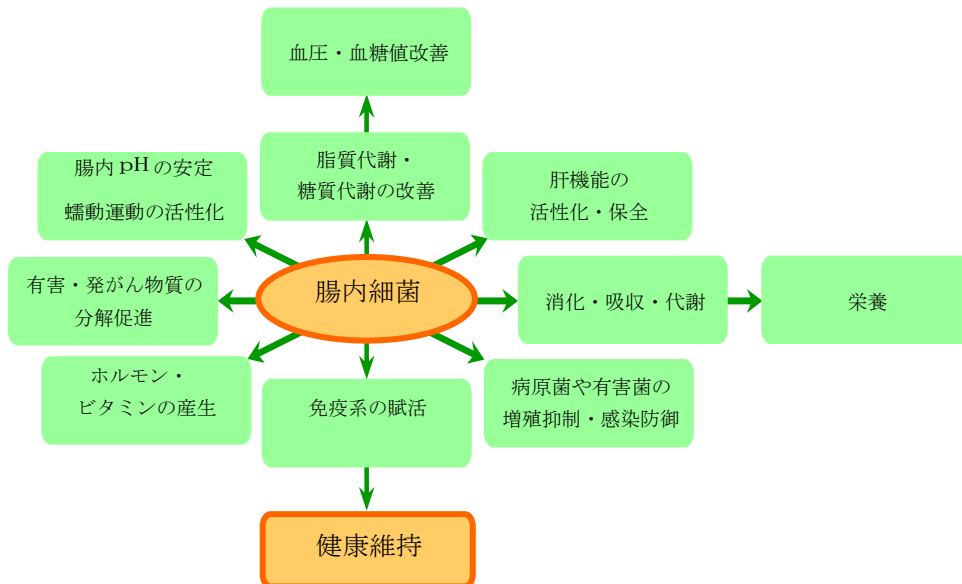 血圧・血糖値改善
脂質代謝・
糖質代謝の改善
腸内pHの安定
蠕動運動の活性化
肝機能の
活性化・保全
有害・発がん物質の
分解促進
腸内細菌
消化・吸収・代謝
栄養
ホルモン・
ビタミンの産生
免疫系の賦活
病原菌や有害菌の
増殖抑制・感染防御
健康維持